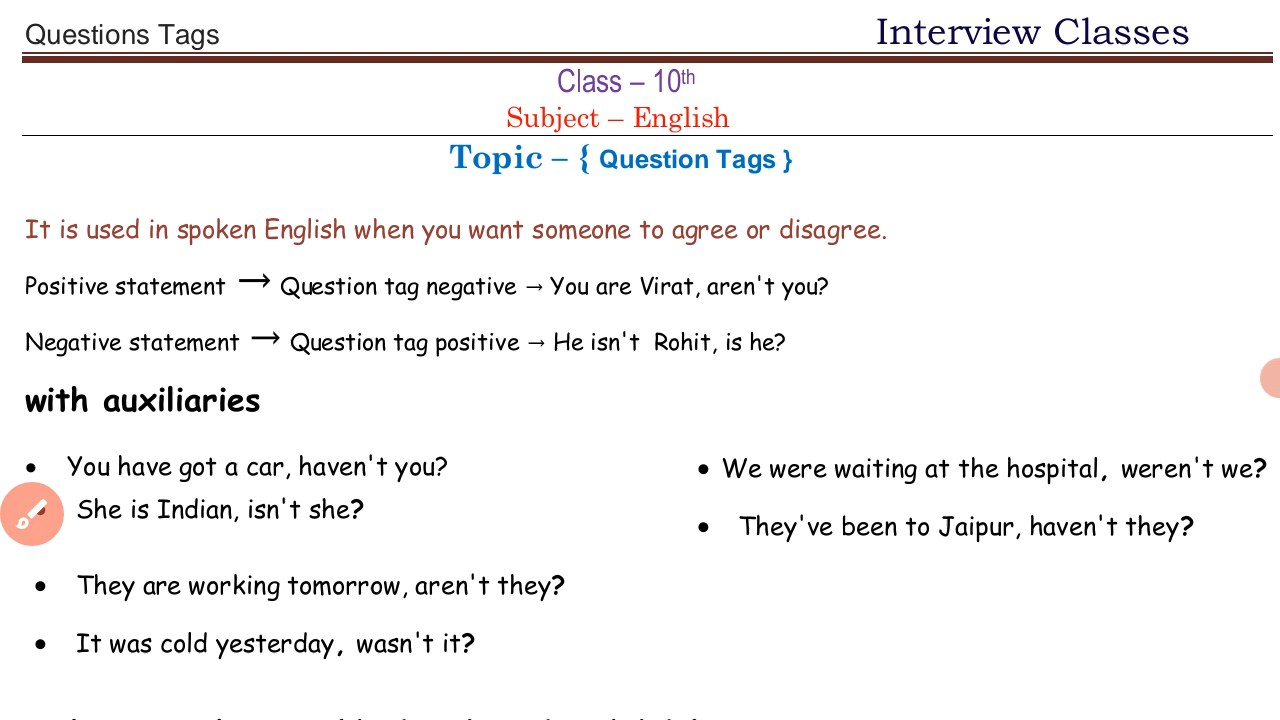 Questions Tags
Interview Classes
Class – 10th
Subject – English
Topic – { Question Tags }
It is used in spoken English when you want someone to agree or disagree.
Positive statement → Question tag negative → You are Virat, aren't you?
Negative statement → Question tag positive → He isn't Rohit, is he?
with auxiliaries
• You have got a car, haven't you?
She is Indian, isn't she?
• They are working tomorrow, aren't they?
• It was cold yesterday, wasn't it?
• We were waiting at the hospital, weren't we?
• They've been to Jaipur, haven't they?